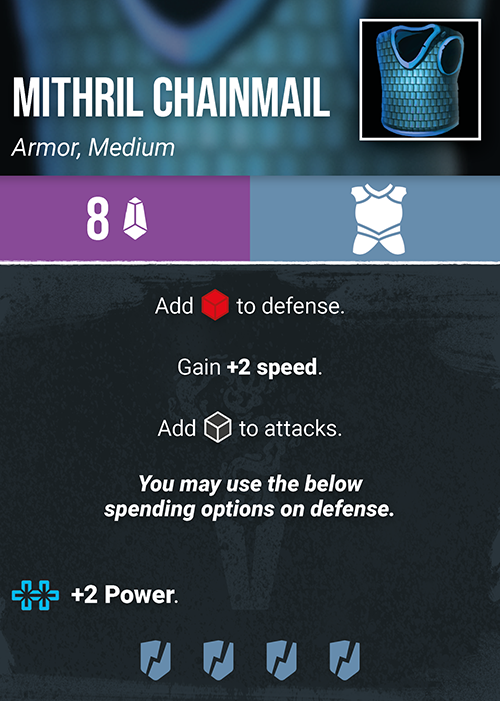 MITHRIL CHAINMAIL
Armor, Medium
8
Add to defense.
Gain +2 speed.
Add to attacks.
You may use the below
spending options on defense.
+2 Power.